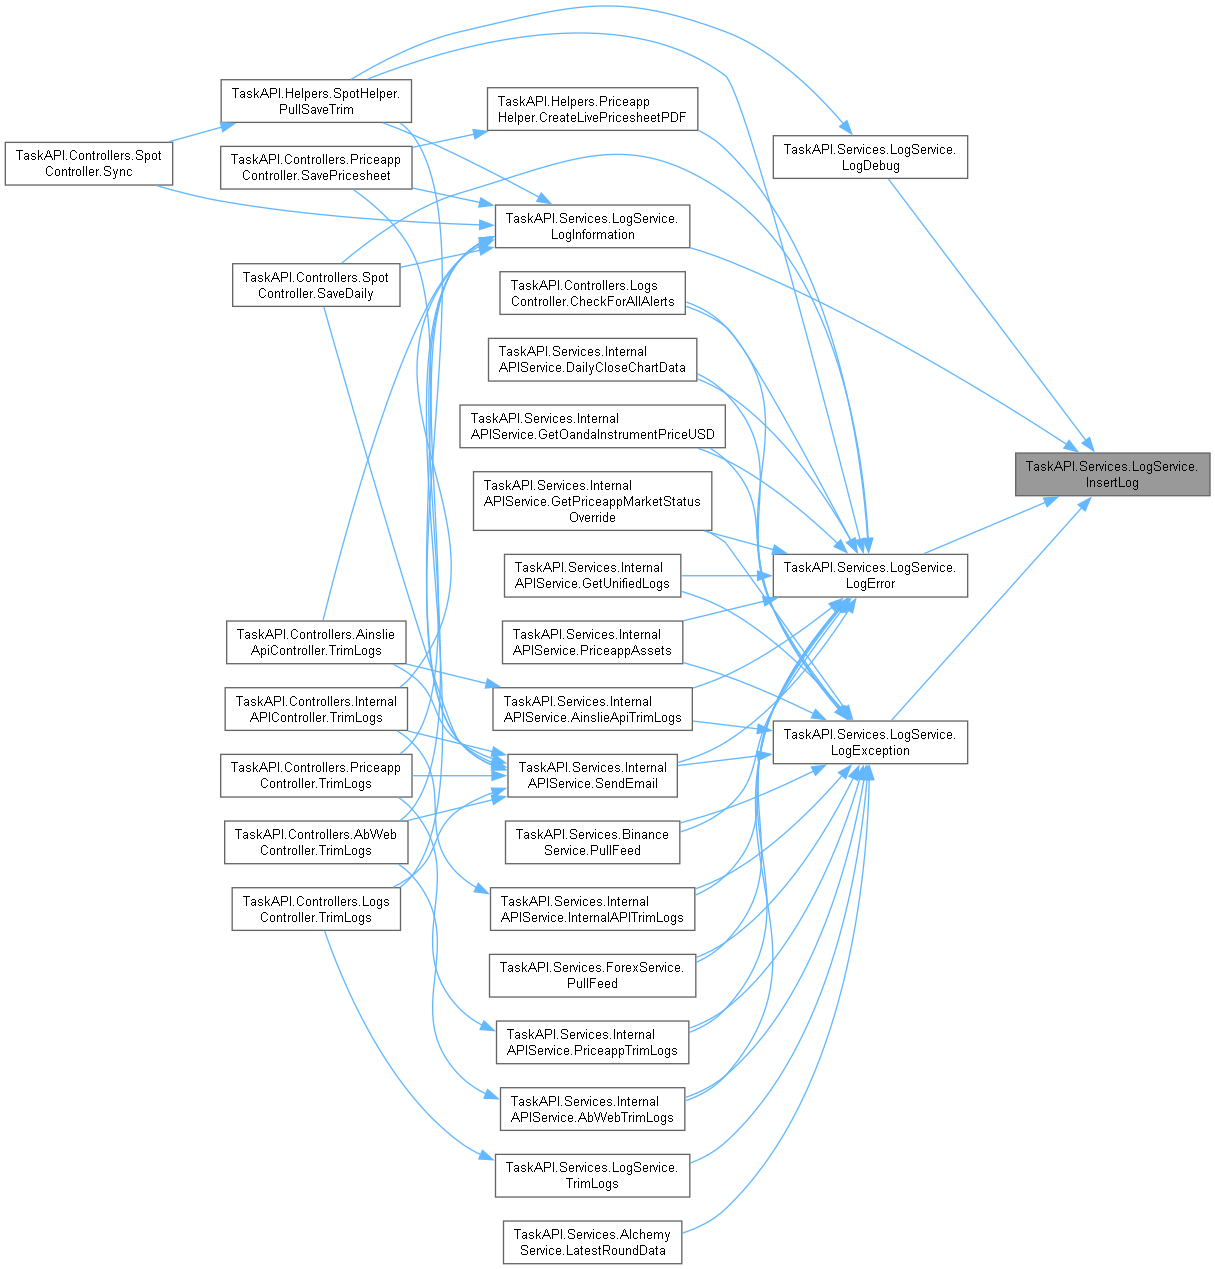 TaskAPI.Helpers.SpotHelper.
PullSaveTrim
TaskAPI.Controllers.Spot
Controller.Sync
TaskAPI.Controllers.Priceapp
Controller.SavePricesheet
TaskAPI.Controllers.Spot
Controller.SaveDaily
TaskAPI.Controllers.Ainslie
ApiController.TrimLogs
TaskAPI.Controllers.Internal
APIController.TrimLogs
TaskAPI.Controllers.Priceapp
Controller.TrimLogs
TaskAPI.Controllers.AbWeb
Controller.TrimLogs
TaskAPI.Controllers.Logs
Controller.TrimLogs
TaskAPI.Helpers.Priceapp
Helper.CreateLivePricesheetPDF
TaskAPI.Services.LogService.
LogInformation
TaskAPI.Controllers.Logs
Controller.CheckForAllAlerts
TaskAPI.Services.Internal
APIService.DailyCloseChartData
TaskAPI.Services.Internal
APIService.GetOandaInstrumentPriceUSD
TaskAPI.Services.Internal
APIService.GetPriceappMarketStatus
Override
TaskAPI.Services.Internal
APIService.GetUnifiedLogs
TaskAPI.Services.Internal
APIService.PriceappAssets
TaskAPI.Services.Internal
APIService.AinslieApiTrimLogs
TaskAPI.Services.Internal
APIService.SendEmail
TaskAPI.Services.Binance
Service.PullFeed
TaskAPI.Services.Internal
APIService.InternalAPITrimLogs
TaskAPI.Services.ForexService.
PullFeed
TaskAPI.Services.Internal
APIService.PriceappTrimLogs
TaskAPI.Services.Internal
APIService.AbWebTrimLogs
TaskAPI.Services.LogService.
TrimLogs
TaskAPI.Services.Alchemy
Service.LatestRoundData
TaskAPI.Services.LogService.
LogDebug
TaskAPI.Services.LogService.
LogError
TaskAPI.Services.LogService.
LogException
TaskAPI.Services.LogService.
InsertLog